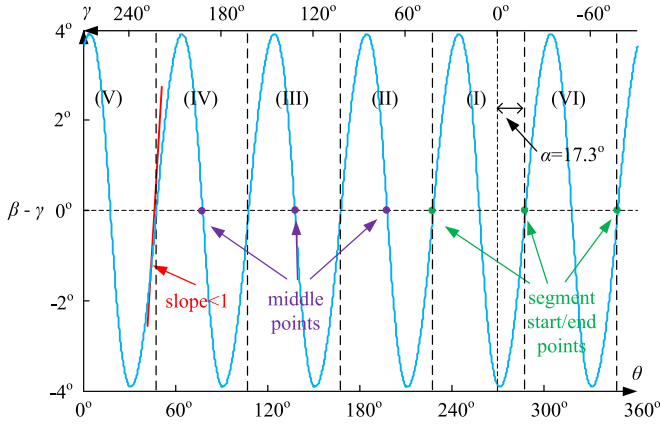 γ 240° 180° 120° 60° 0° -60°
4°
(V) (IV) (III) (II) (I) (VI)
2°
α=17.3°
β - γ 0°
slope<1
middle
points
segment
start/end
points
-2°
-4°
θ
0° 60° 120° 180° 240° 300° 360°